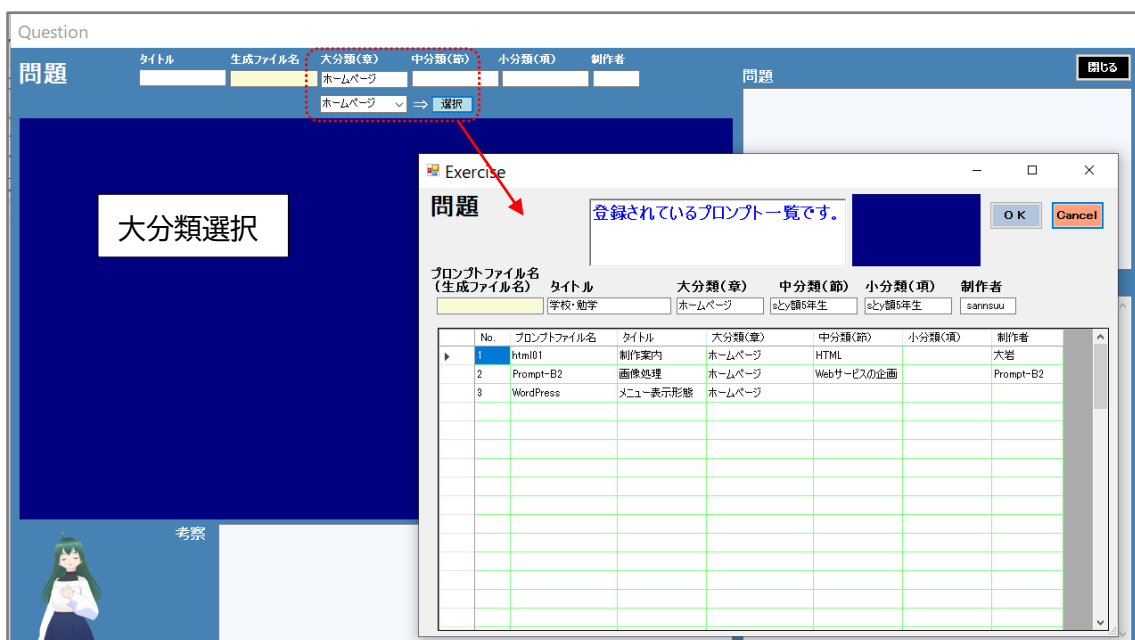 Question
問題
タイトル 生成ファイル名 大分類(章) 中分類(節) 小分類(項) 制作者
ホームページ
ホームページ ⇒ 選択
問題
閉じる
大分類選択
Exercise
問題
登録されているプロンプト一覧です。
O K
Cancel
プロンプトファイル名
(生成ファイル名) タイトル 大分類(章) 中分類(節) 小分類(項) 制作者
学校・勉学 ホームページ sとy額5年生 sとy額5年生 sannsuu
No. プロンプトファイル名 タイトル 大分類(章) 中分類(節) 小分類(項) 制作者
1 html01 制作案内 ホームページ HTML 大岩
2 Prompt-B2 画像処理 ホームページ Webサービスの企画 Prompt-B2
3 WordPress メニュー表示形態 ホームページ
考察